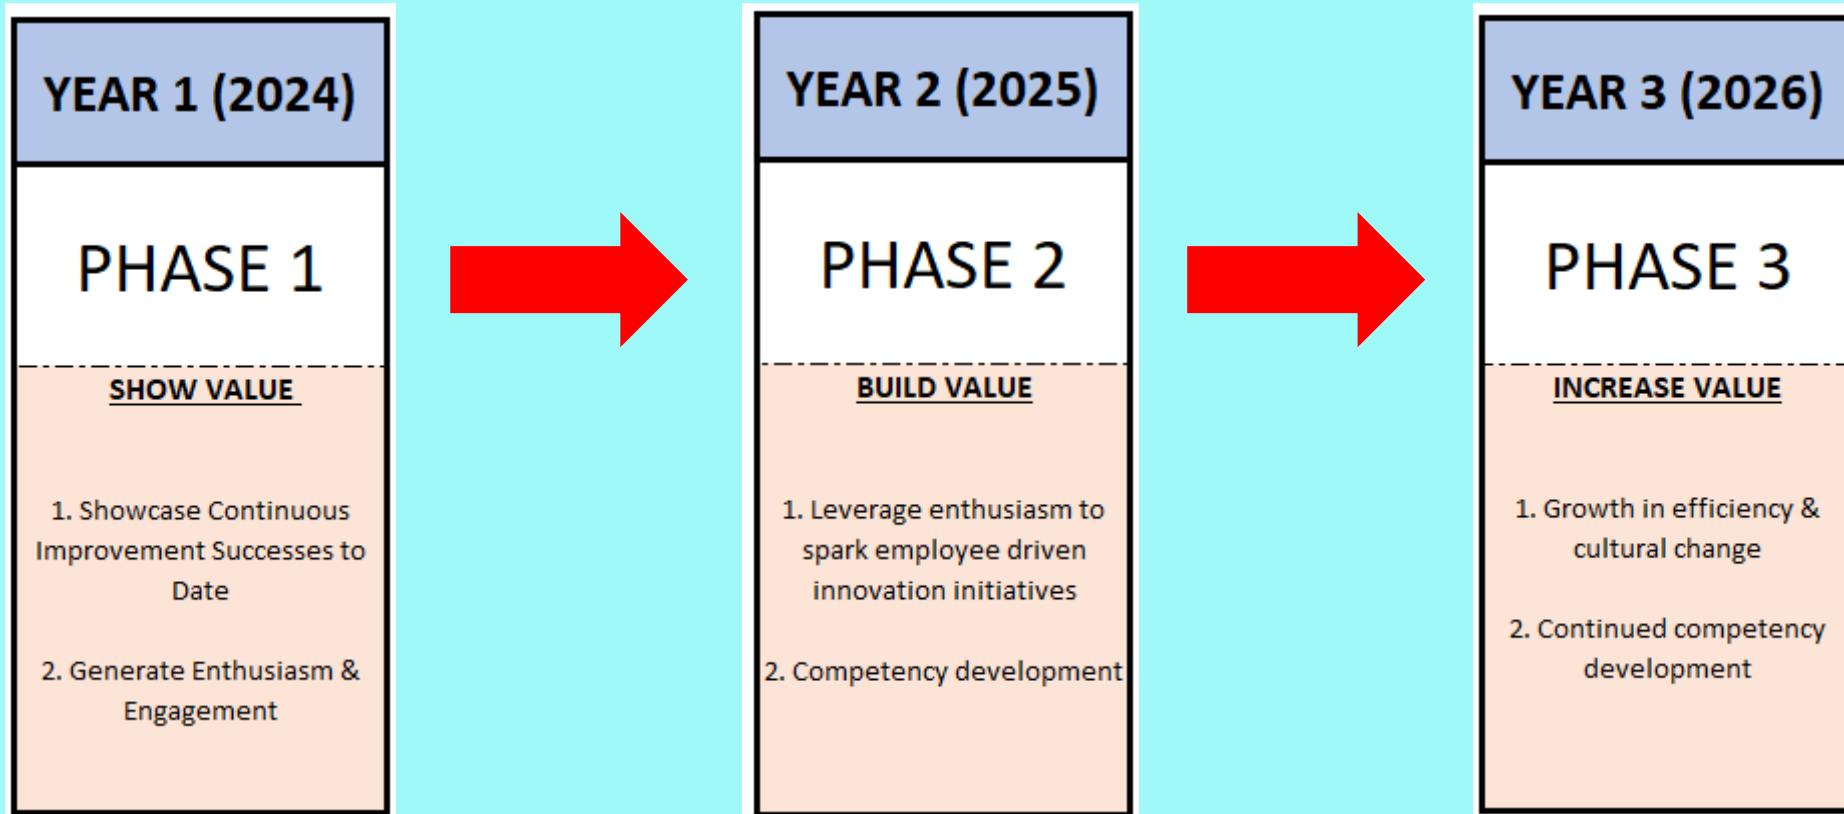 YEAR 1 (2024)
PHASE 1
SHOW VALUE
1. Showcase Continuous
Improvement Successes to
Date
2. Generate Enthusiasm &
Engagement
YEAR 2 (2025)
PHASE 2
BUILD VALUE
1. Leverage enthusiasm to
spark employee driven
innovation initiatives
2. Competency development
YEAR 3 (2026)
PHASE 3
INCREASE VALUE
1. Growth in efficiency &
cultural change
2. Continued competency
development